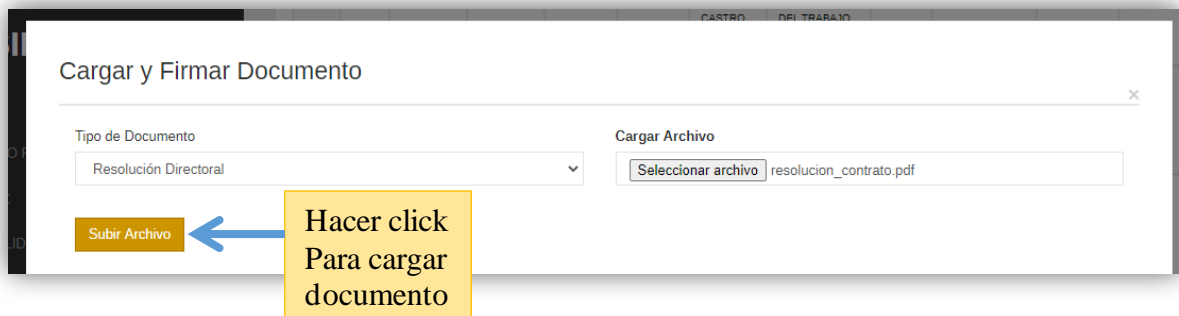 CASTRO DEL TRABAJO
Cargar y Firmar Documento
×
Tipo de Documento
Cargar Archivo
Resolución Directoral
Seleccionar archivo resolucion_contrato.pdf
Subir Archivo
Hacer click
Para cargar
documento